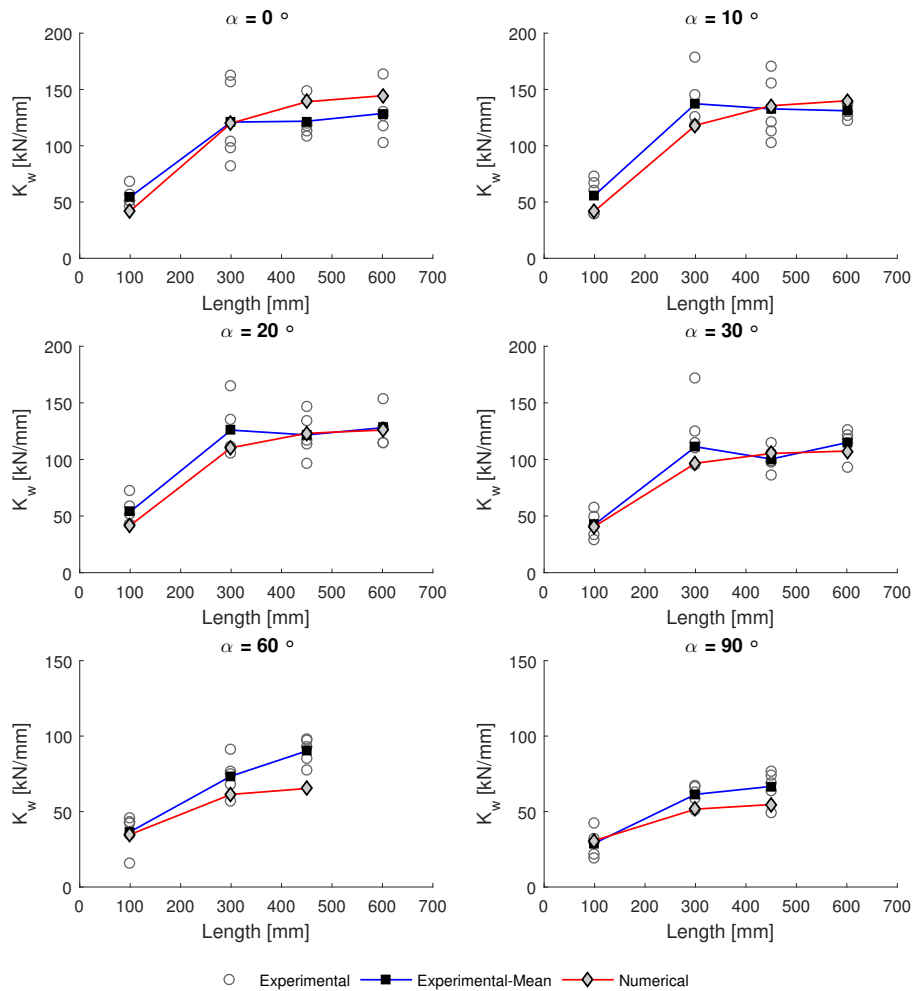 α = 0 °
200
150
100
50
0
K_w [kN/mm]
0 100 200 300 400 500 600 700
Length [mm]
α = 10 °
200
150
100
50
0
K_w [kN/mm]
0 100 200 300 400 500 600 700
Length [mm]
α = 20 °
200
150
100
50
0
K_w [kN/mm]
0 100 200 300 400 500 600 700
Length [mm]
α = 30 °
200
150
100
50
0
K_w [kN/mm]
0 100 200 300 400 500 600 700
Length [mm]
α = 60 °
150
100
50
0
K_w [kN/mm]
0 100 200 300 400 500 600 700
Length [mm]
α = 90 °
150
100
50
0
K_w [kN/mm]
0 100 200 300 400 500 600 700
Length [mm]
Experimental Experimental-Mean Numerical